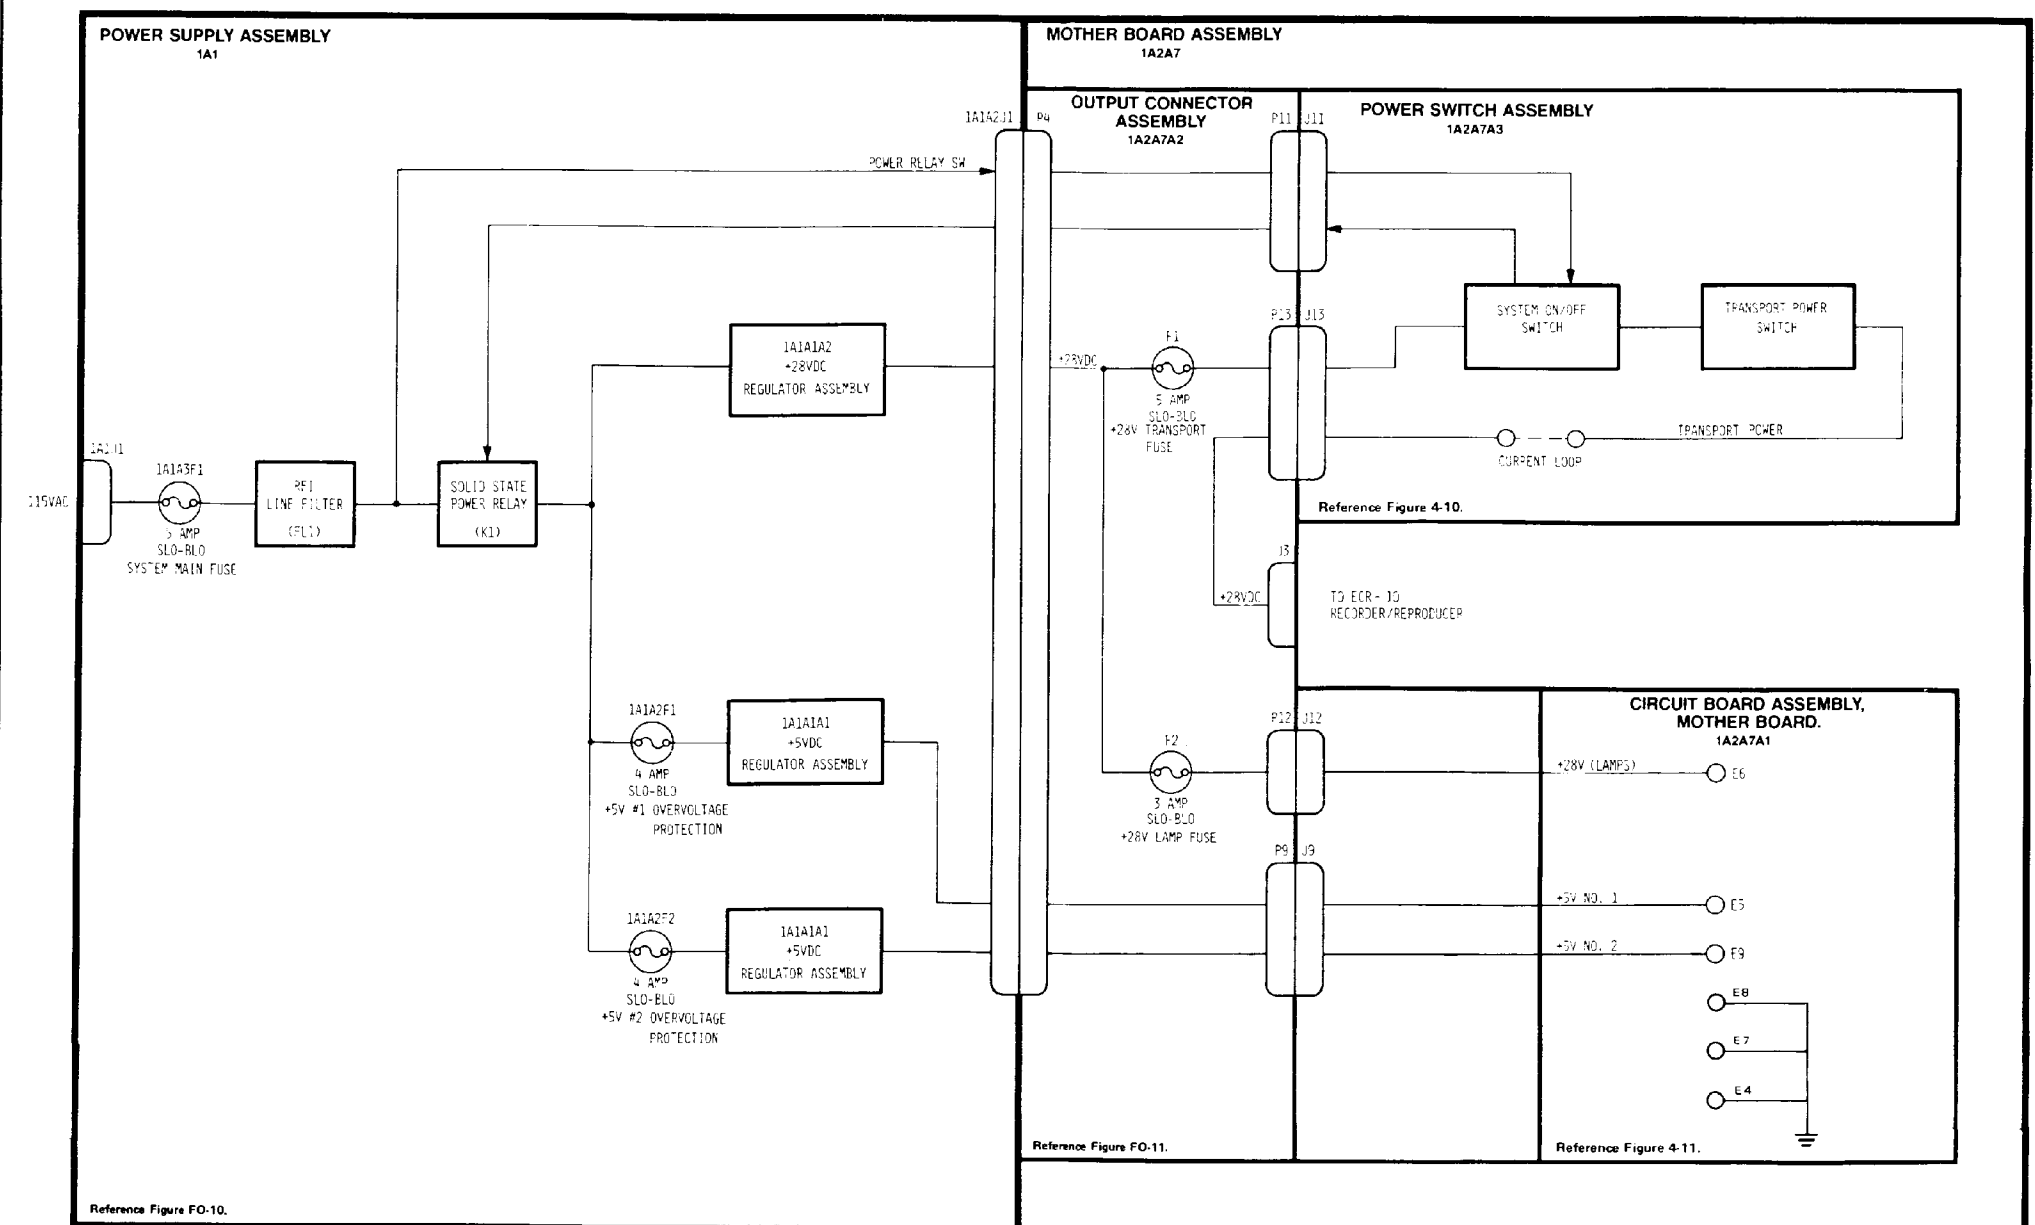 POWER SUPPLY ASSEMBLY
1A1
MOTHER BOARD ASSEMBLY
1A2A7
OUTPUT CONNECTOR
ASSEMBLY
1A2A7A2
POWER SWITCH ASSEMBLY
1A2A7A3
1A1A2J1
P4
P11
J11
POWER RELAY SW
SYSTEM ON/OFF
SWITCH
TRANSPORT POWER
SWITCH
P13
J13
1A1A1A2
+28VDC
REGULATOR ASSEMBLY
+28VDC
F1
5 AMP
SLO-BLO
+28V TRANSPORT
FUSE
TRANSPORT POWER
CURRENT LOOP
Reference Figure 4-10.
1A1J1
115VAC
1A1A3F1
5 AMP
SLO-BLO
SYSTEM MAIN FUSE
RFI
LINE FILTER
(FL1)
SOLID STATE
POWER RELAY
(K1)
J3
+28VDC
TO ECR-10
RECORDER/REPRODUCER
1A1A2F1
4 AMP
SLO-BLO
+5V #1 OVERVOLTAGE
PROTECTION
1A1A1A1
+5VDC
REGULATOR ASSEMBLY
P12
J12
F2
3 AMP
SLO-BLO
+28V LAMP FUSE
CIRCUIT BOARD ASSEMBLY,
MOTHER BOARD.
1A2A7A1
+28V (LAMPS)
E6
P9
J9
+5V NO. 1
E5
+5V NO. 2
E9
E8
E7
E4
1A1A2F2
4 AMP
SLO-BLO
+5V #2 OVERVOLTAGE
PROTECTION
1A1A1A1
+5VDC
REGULATOR ASSEMBLY
Reference Figure FO-11.
Reference Figure 4-11.
Reference Figure FO-10.